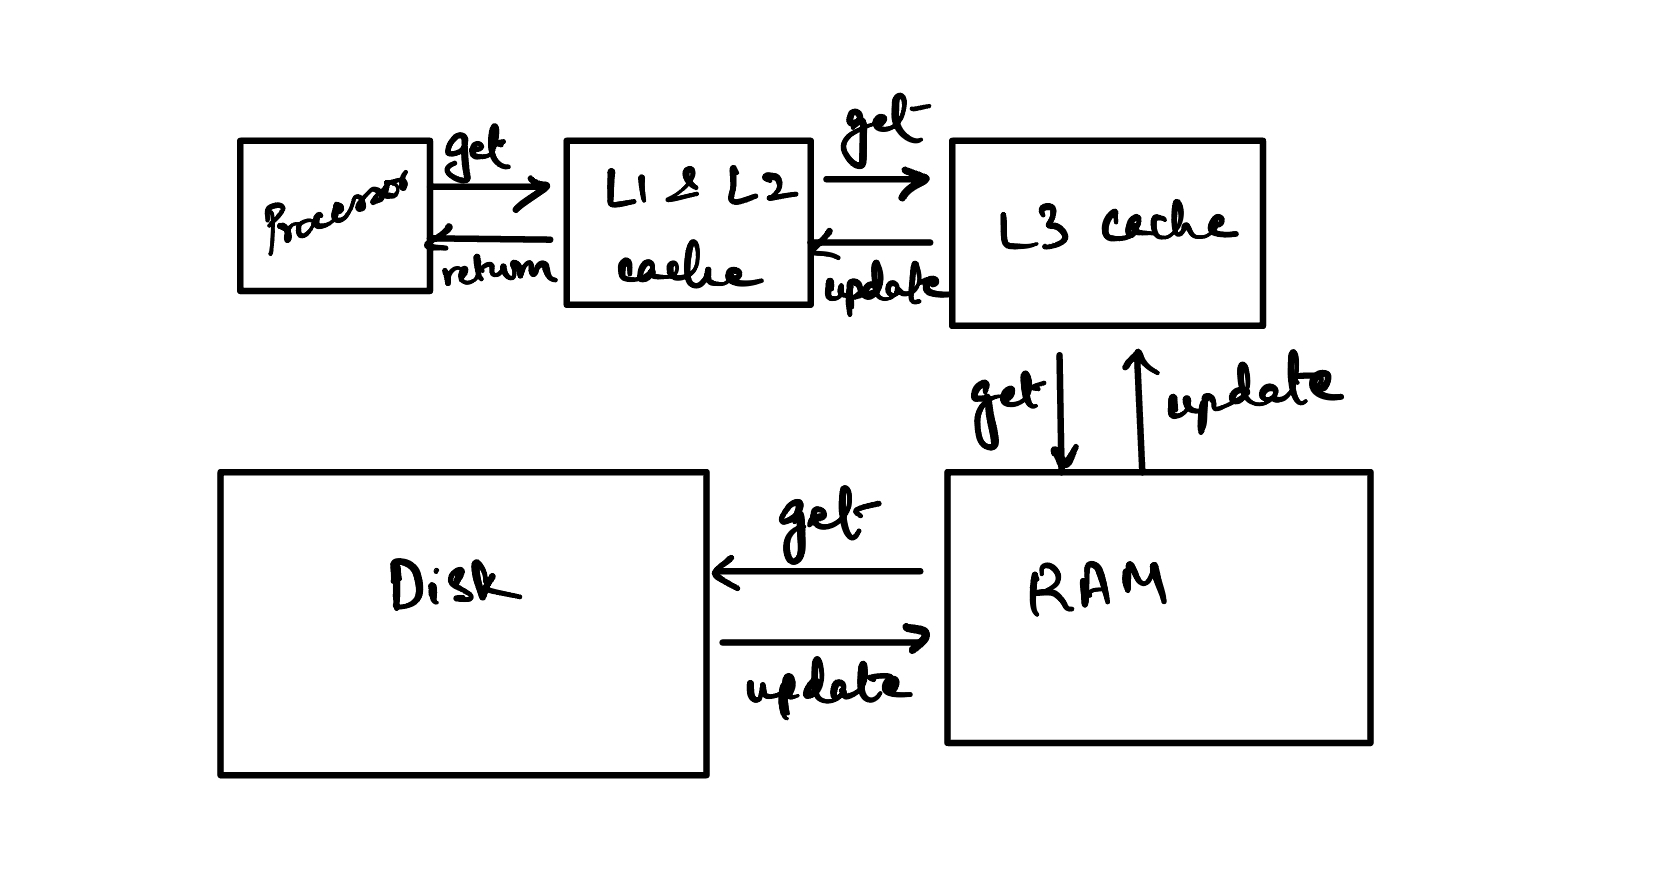 Processor
get
return
L1 & L2
cache
get
update
L3 cache
get
update
Disk
get
update
RAM